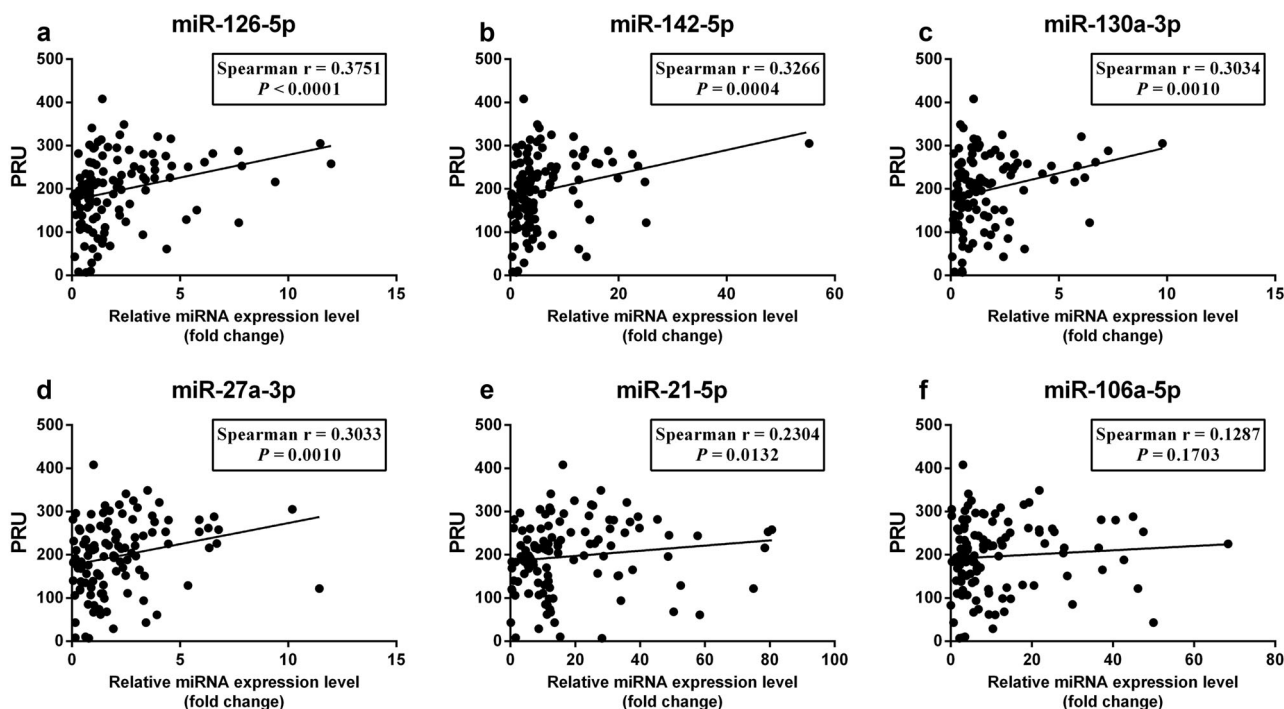 a
miR-126-5p
Spearman r = 0.3751
P < 0.0001
PRU
500
400
300
200
100
0
0 5 10 15
Relative miRNA expression level
(fold change)
b
miR-142-5p
Spearman r = 0.3266
P = 0.0004
PRU
500
400
300
200
100
0
0 20 40 60
Relative miRNA expression level
(fold change)
c
miR-130a-3p
Spearman r = 0.3034
P = 0.0010
PRU
500
400
300
200
100
0
0 5 10 15
Relative miRNA expression level
(fold change)
d
miR-27a-3p
Spearman r = 0.3033
P = 0.0010
PRU
500
400
300
200
100
0
0 5 10 15
Relative miRNA expression level
(fold change)
e
miR-21-5p
Spearman r = 0.2304
P = 0.0132
PRU
500
400
300
200
100
0
0 20 40 60 80 100
Relative miRNA expression level
(fold change)
f
miR-106a-5p
Spearman r = 0.1287
P = 0.1703
PRU
500
400
300
200
100
0
0 20 40 60 80
Relative miRNA expression level
(fold change)